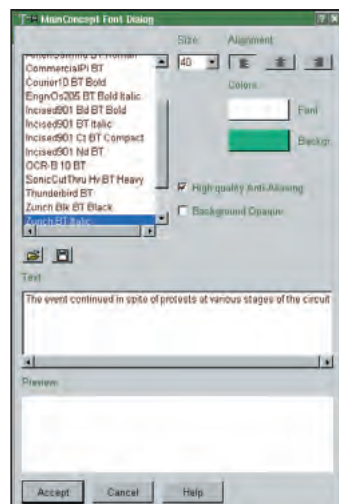 MainConcept Font Dialog
Size: Alignment:
CommercialPi BT
40
Courier10 BT Bold
Colors:
EngrvOs205 BT Bold Italic
Incised901 Bd BT Bold
Font
Incised901 BT Italic
Incised901 Ct BT Compact
Incised901 Nd BT
Backgr.
OCR-B 10 BT
SonicCutThru Hv BT Heavy
High quality Anti-Aliasing
Thunderbird BT
Zurich Blk BT Black
Background Opaque
Zurich BT Italic
Text:
The event continued in spite of protests at various stages of the circuit
Preview:
Accept Cancel Help